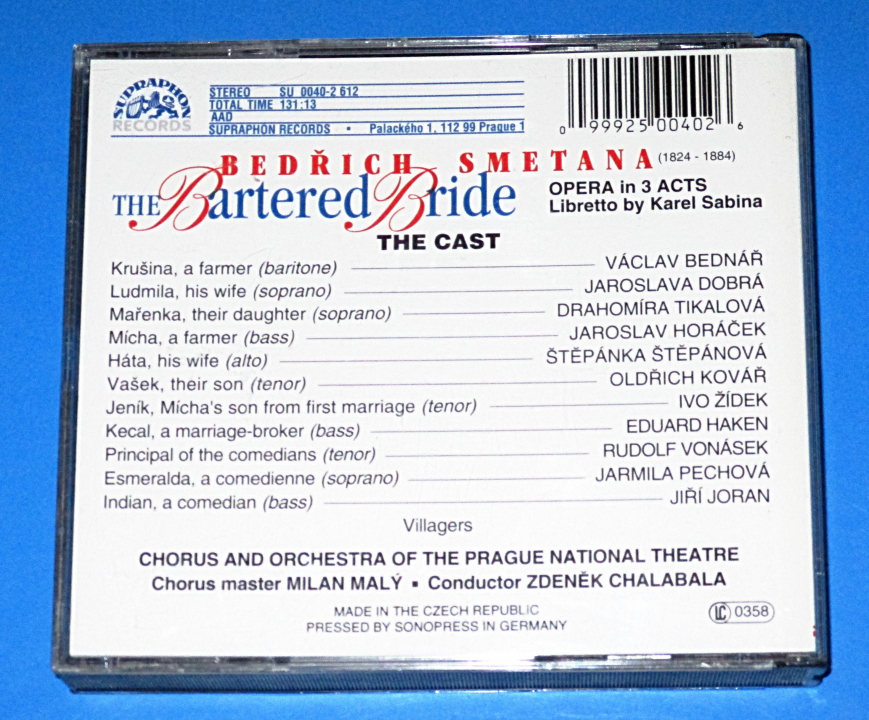 SUPRAPHON
RECORDS
STEREO SU 0040-2 612
TOTAL TIME 131:13
AAD
SUPRAPHON RECORDS • Palackého 1, 112 99 Prague 1
0 99925 00402 6
BEDŘICH SMETANA (1824 - 1884)
THE Bartered Bride
OPERA in 3 ACTS
Libretto by Karel Sabina
THE CAST
Krušina, a farmer (baritone) VÁCLAV BEDNÁŘ
Ludmila, his wife (soprano) JAROSLAVA DOBRÁ
Mařenka, their daughter (soprano) DRAHOMÍRA TIKALOVÁ
Mícha, a farmer (bass) JAROSLAV HORÁČEK
Háta, his wife (alto) ŠTĚPÁNKA ŠTĚPÁNOVÁ
Vašek, their son (tenor) OLDŘICH KOVÁŘ
Jeník, Mícha's son from first marriage (tenor) IVO ŽÍDEK
Kecal, a marriage-broker (bass) EDUARD HAKEN
Principal of the comedians (tenor) RUDOLF VONÁSEK
Esmeralda, a comedienne (soprano) JARMILA PECHOVÁ
Indian, a comedian (bass) JIŘÍ JORAN
Villagers
CHORUS AND ORCHESTRA OF THE PRAGUE NATIONAL THEATRE
Chorus master MILAN MALÝ ▪ Conductor ZDENĚK CHALABALA
MADE IN THE CZECH REPUBLIC
PRESSED BY SONOPRESS IN GERMANY
LC 0358